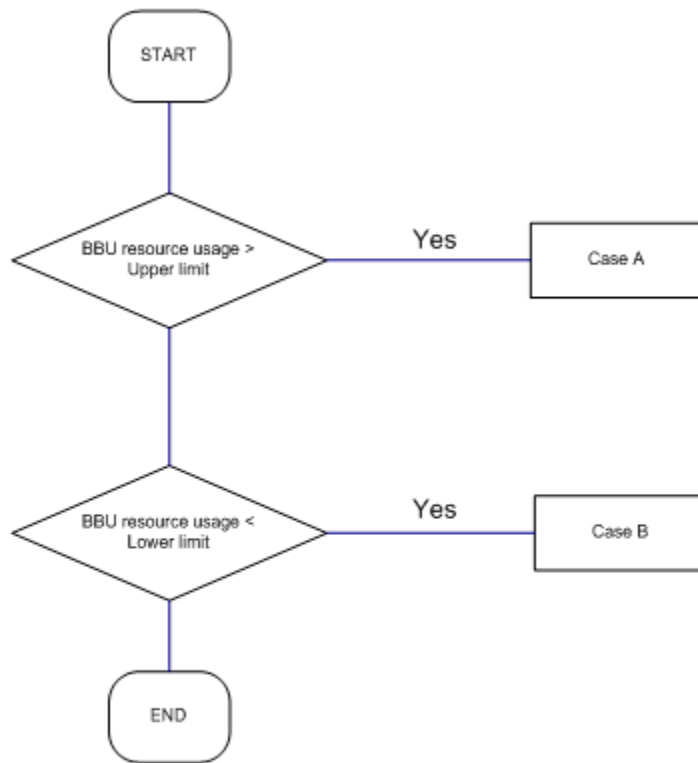 START
BBU resource usage >
Upper limit
Yes
Case A
BBU resource usage <
Lower limit
Yes
Case B
END